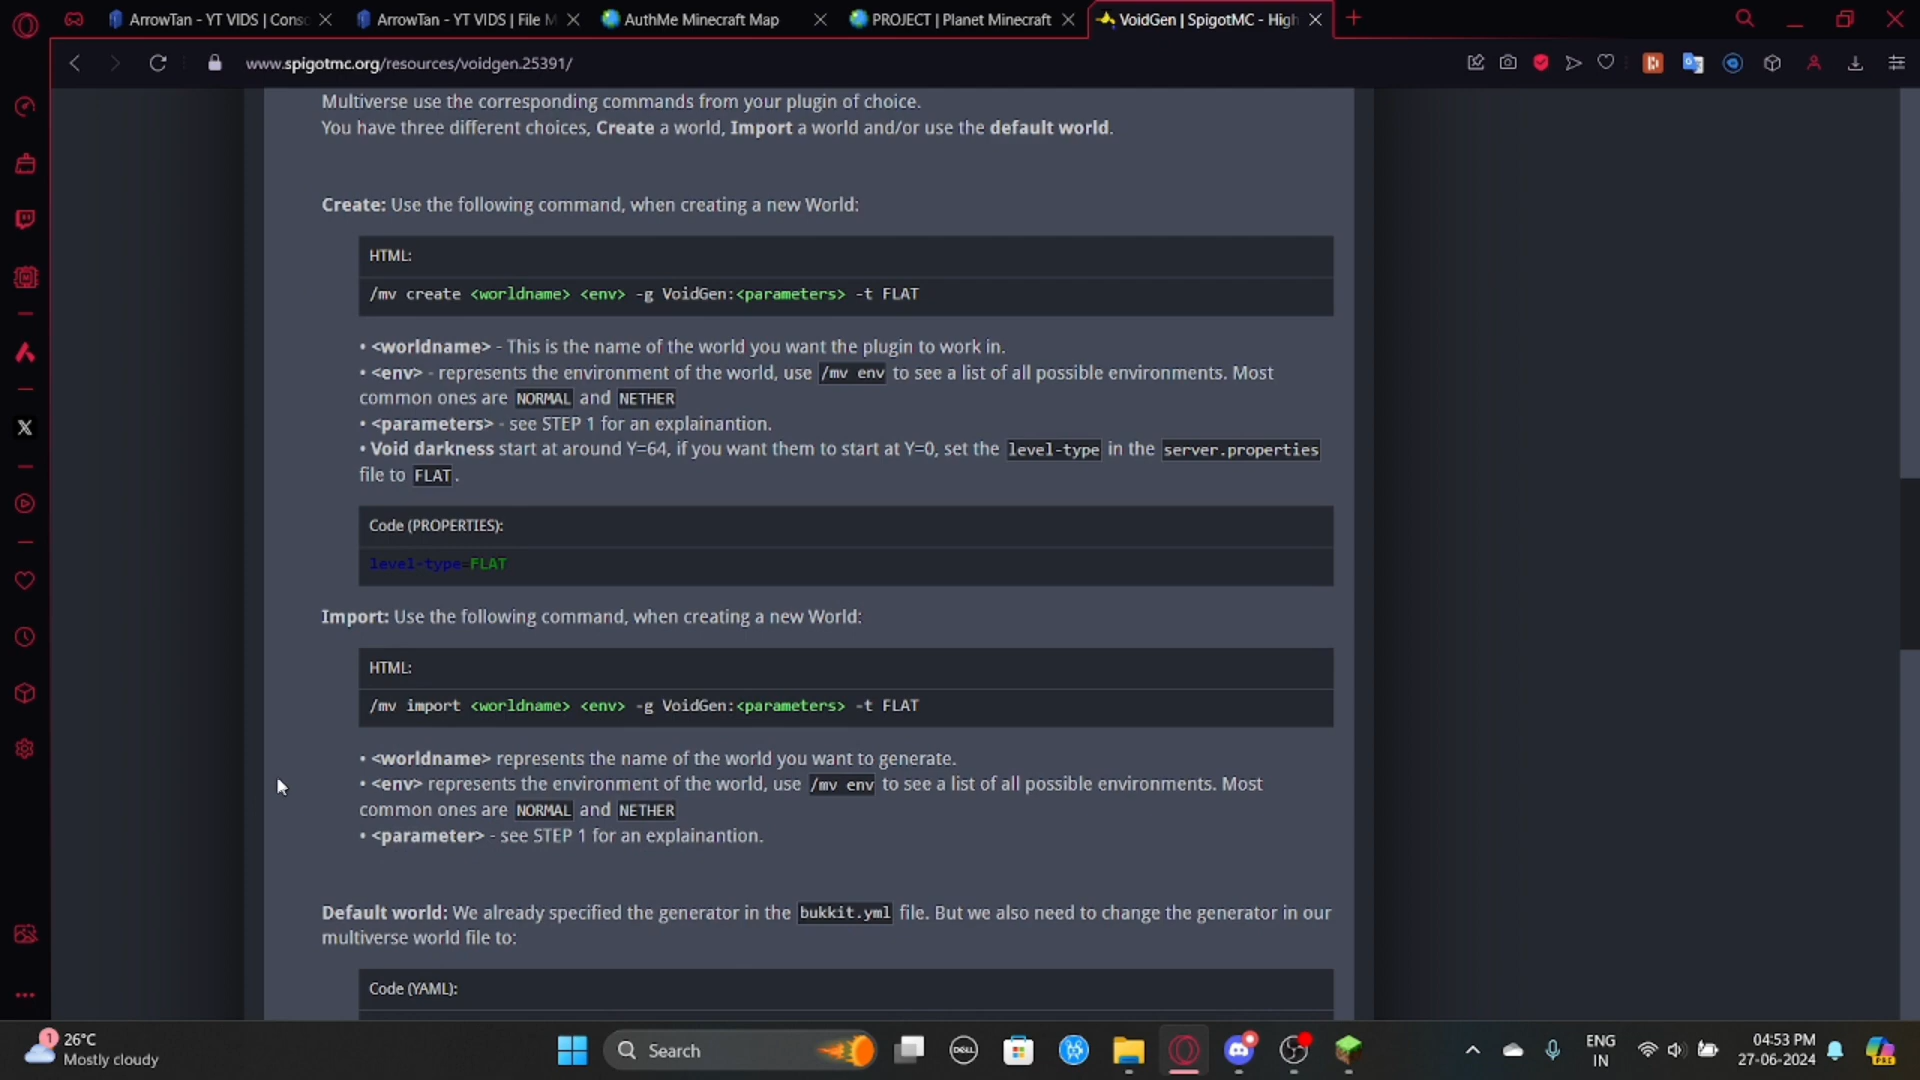 ArrowTan - YT VIDS | Conso
ArrowTan - YT VIDS | File M
AuthMe Minecraft Map
PROJECT | Planet Minecraft
VoidGen | SpigotMC - High
www.spigotmc.org/resources/voidgen.25391/
Multiverse use the corresponding commands from your plugin of choice.
You have three different choices, Create a world, Import a world and/or use the default world.
Create: Use the following command, when creating a new World:
HTML:
/mv create <worldname> <env> -g VoidGen:<parameters> -t FLAT
• <worldname> - This is the name of the world you want the plugin to work in.
• <env> - represents the environment of the world, use /mv env to see a list of all possible environments. Most
common ones are NORMAL and NETHER
• <parameters> - see STEP 1 for an explainantion.
• Void darkness start at around Y=64, if you want them to start at Y=0, set the level-type in the server.properties
file to FLAT.
Code (PROPERTIES):
level-type=FLAT
Import: Use the following command, when creating a new World:
HTML:
/mv import <worldname> <env> -g VoidGen:<parameters> -t FLAT
• <worldname> represents the name of the world you want to generate.
• <env> represents the environment of the world, use /mv env to see a list of all possible environments. Most
common ones are NORMAL and NETHER
• <parameter> - see STEP 1 for an explainantion.
Default world: We already specified the generator in the bukkit.yml file. But we also need to change the generator in our
multiverse world file to:
Code (YAML):
1
26°C
Mostly cloudy
Search
DELL
ENG
IN
04:53 PM
27-06-2024
PRE